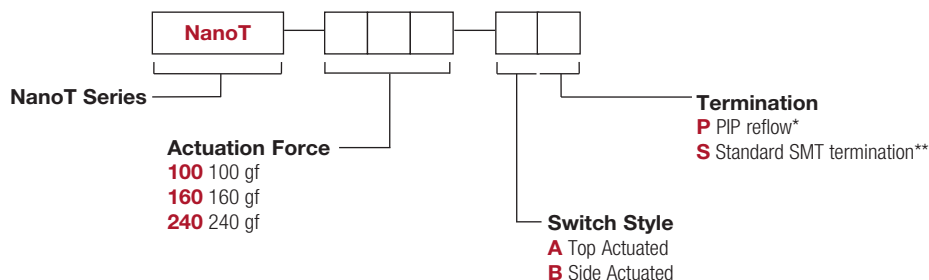 NanoT
NanoT Series
Actuation Force
100 100 gf
160 160 gf
240 240 gf
Switch Style
A Top Actuated
B Side Actuated
Termination
P PIP reflow*
S Standard SMT termination**